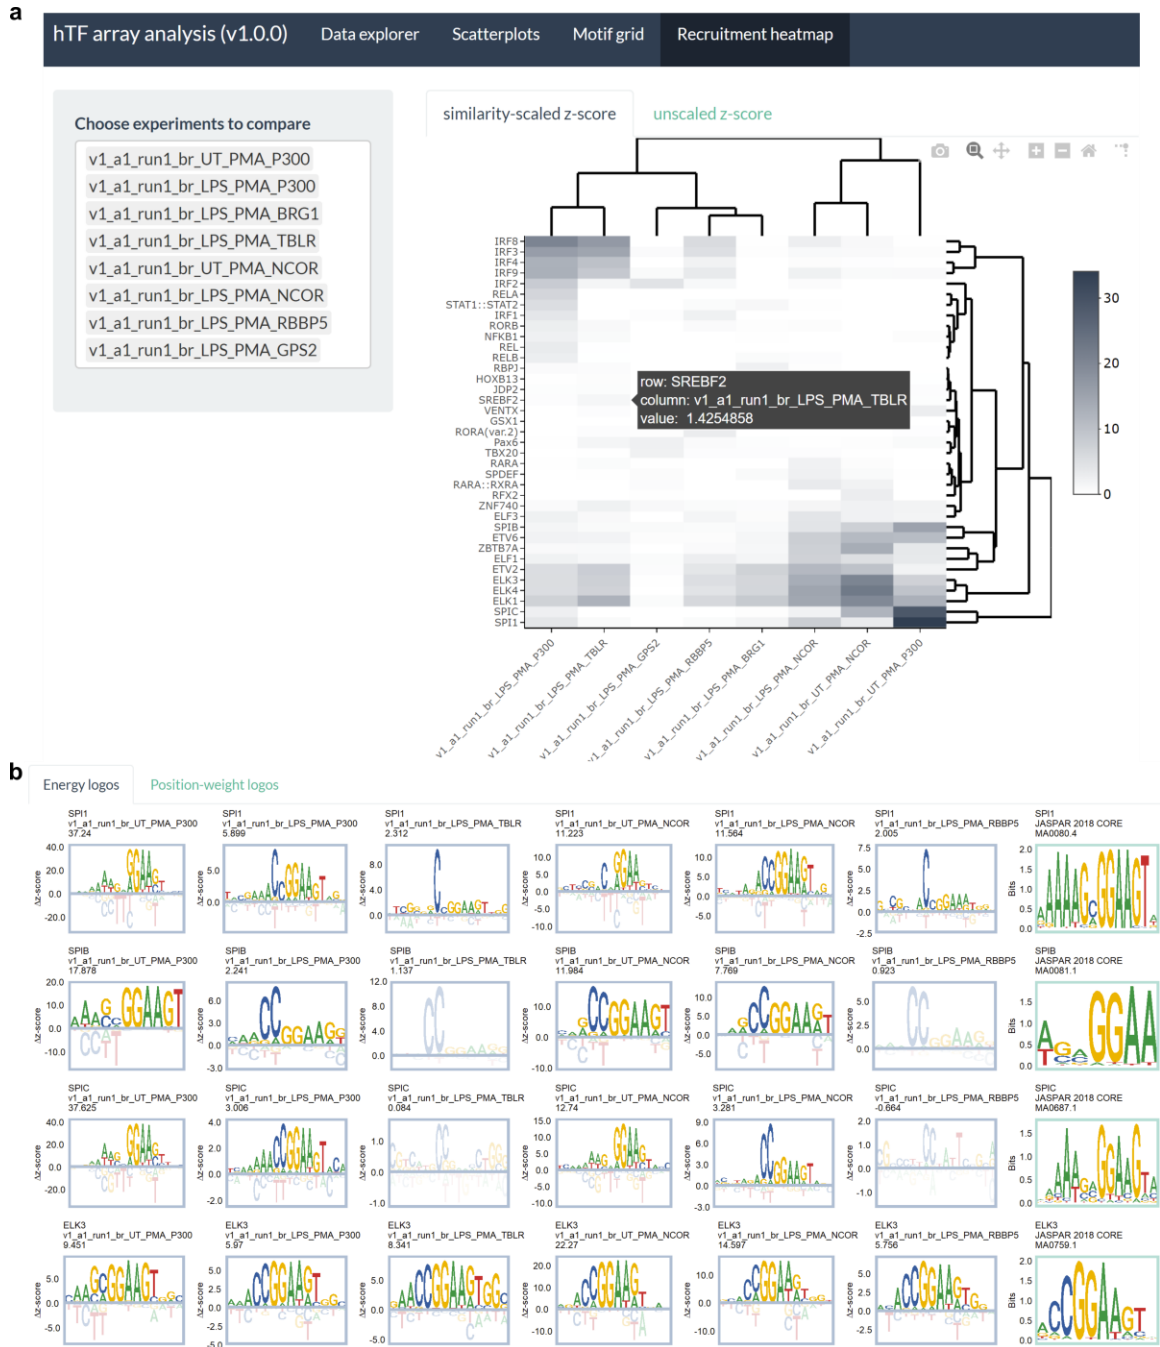 a
hTF array analysis (v1.0.0) Data explorer Scatterplots Motif grid Recruitment heatmap
Choose experiments to compare
v1_a1_run1_br_UT_PMA_P300
v1_a1_run1_br_LPS_PMA_P300
v1_a1_run1_br_LPS_PMA_BRG1
v1_a1_run1_br_LPS_PMA_TBLR
v1_a1_run1_br_UT_PMA_NCOR
v1_a1_run1_br_LPS_PMA_NCOR
v1_a1_run1_br_LPS_PMA_RBBP5
v1_a1_run1_br_LPS_PMA_GPS2
similarity-scaled z-score unscaled z-score
IRF8
IRF3
IRF4
IRF9
IRF2
RELA
STAT1::STAT2
IRF1
RORB
NFKB1
REL
RELB
RBPJ
HOXB13
JDP2
SREBF2
VENTX
GSX1
RORA(var.2)
Pax6
TBX20
RARA
SPDEF
RARA::RXRA
RFX2
ZNF740
ELF3
SPIB
ETV6
ZBTB7A
ELF1
ETV2
ELK3
ELK4
ELK1
SPIC
SPI1
row: SREBF2
column: v1_a1_run1_br_LPS_PMA_TBLR
value: 1.4254858
30
20
10
0
v1_a1_run1_br_LPS_PMA_P300
v1_a1_run1_br_LPS_PMA_TBLR
v1_a1_run1_br_LPS_PMA_GPS2
v1_a1_run1_br_LPS_PMA_RBBP5
v1_a1_run1_br_LPS_PMA_BRG1
v1_a1_run1_br_LPS_PMA_NCOR
v1_a1_run1_br_UT_PMA_NCOR
v1_a1_run1_br_UT_PMA_P300
b
Energy logos Position-weight logos
SPI1 SPI1 SPI1 SPI1 SPI1 SPI1 SPI1
v1_a1_run1_br_UT_PMA_P300 v1_a1_run1_br_LPS_PMA_P300 v1_a1_run1_br_LPS_PMA_TBLR v1_a1_run1_br_UT_PMA_NCOR v1_a1_run1_br_LPS_PMA_NCOR v1_a1_run1_br_LPS_PMA_RBBP5 JASPAR 2018 CORE
37.24 5.899 2.312 11.223 11.564 2.005 MA0080.4
SPIB SPIB SPIB SPIB SPIB SPIB SPIB
v1_a1_run1_br_UT_PMA_P300 v1_a1_run1_br_LPS_PMA_P300 v1_a1_run1_br_LPS_PMA_TBLR v1_a1_run1_br_UT_PMA_NCOR v1_a1_run1_br_LPS_PMA_NCOR v1_a1_run1_br_LPS_PMA_RBBP5 JASPAR 2018 CORE
17.878 2.241 1.137 11.984 7.769 0.923 MA0081.1
SPIC SPIC SPIC SPIC SPIC SPIC SPIC
v1_a1_run1_br_UT_PMA_P300 v1_a1_run1_br_LPS_PMA_P300 v1_a1_run1_br_LPS_PMA_TBLR v1_a1_run1_br_UT_PMA_NCOR v1_a1_run1_br_LPS_PMA_NCOR v1_a1_run1_br_LPS_PMA_RBBP5 JASPAR 2018 CORE
37.625 3.006 0.084 12.74 3.281 -0.664 MA0687.1
ELK3 ELK3 ELK3 ELK3 ELK3 ELK3 ELK3
v1_a1_run1_br_UT_PMA_P300 v1_a1_run1_br_LPS_PMA_P300 v1_a1_run1_br_LPS_PMA_TBLR v1_a1_run1_br_UT_PMA_NCOR v1_a1_run1_br_LPS_PMA_NCOR v1_a1_run1_br_LPS_PMA_RBBP5 JASPAR 2018 CORE
9.451 5.97 8.341 22.27 14.597 5.756 MA0759.1